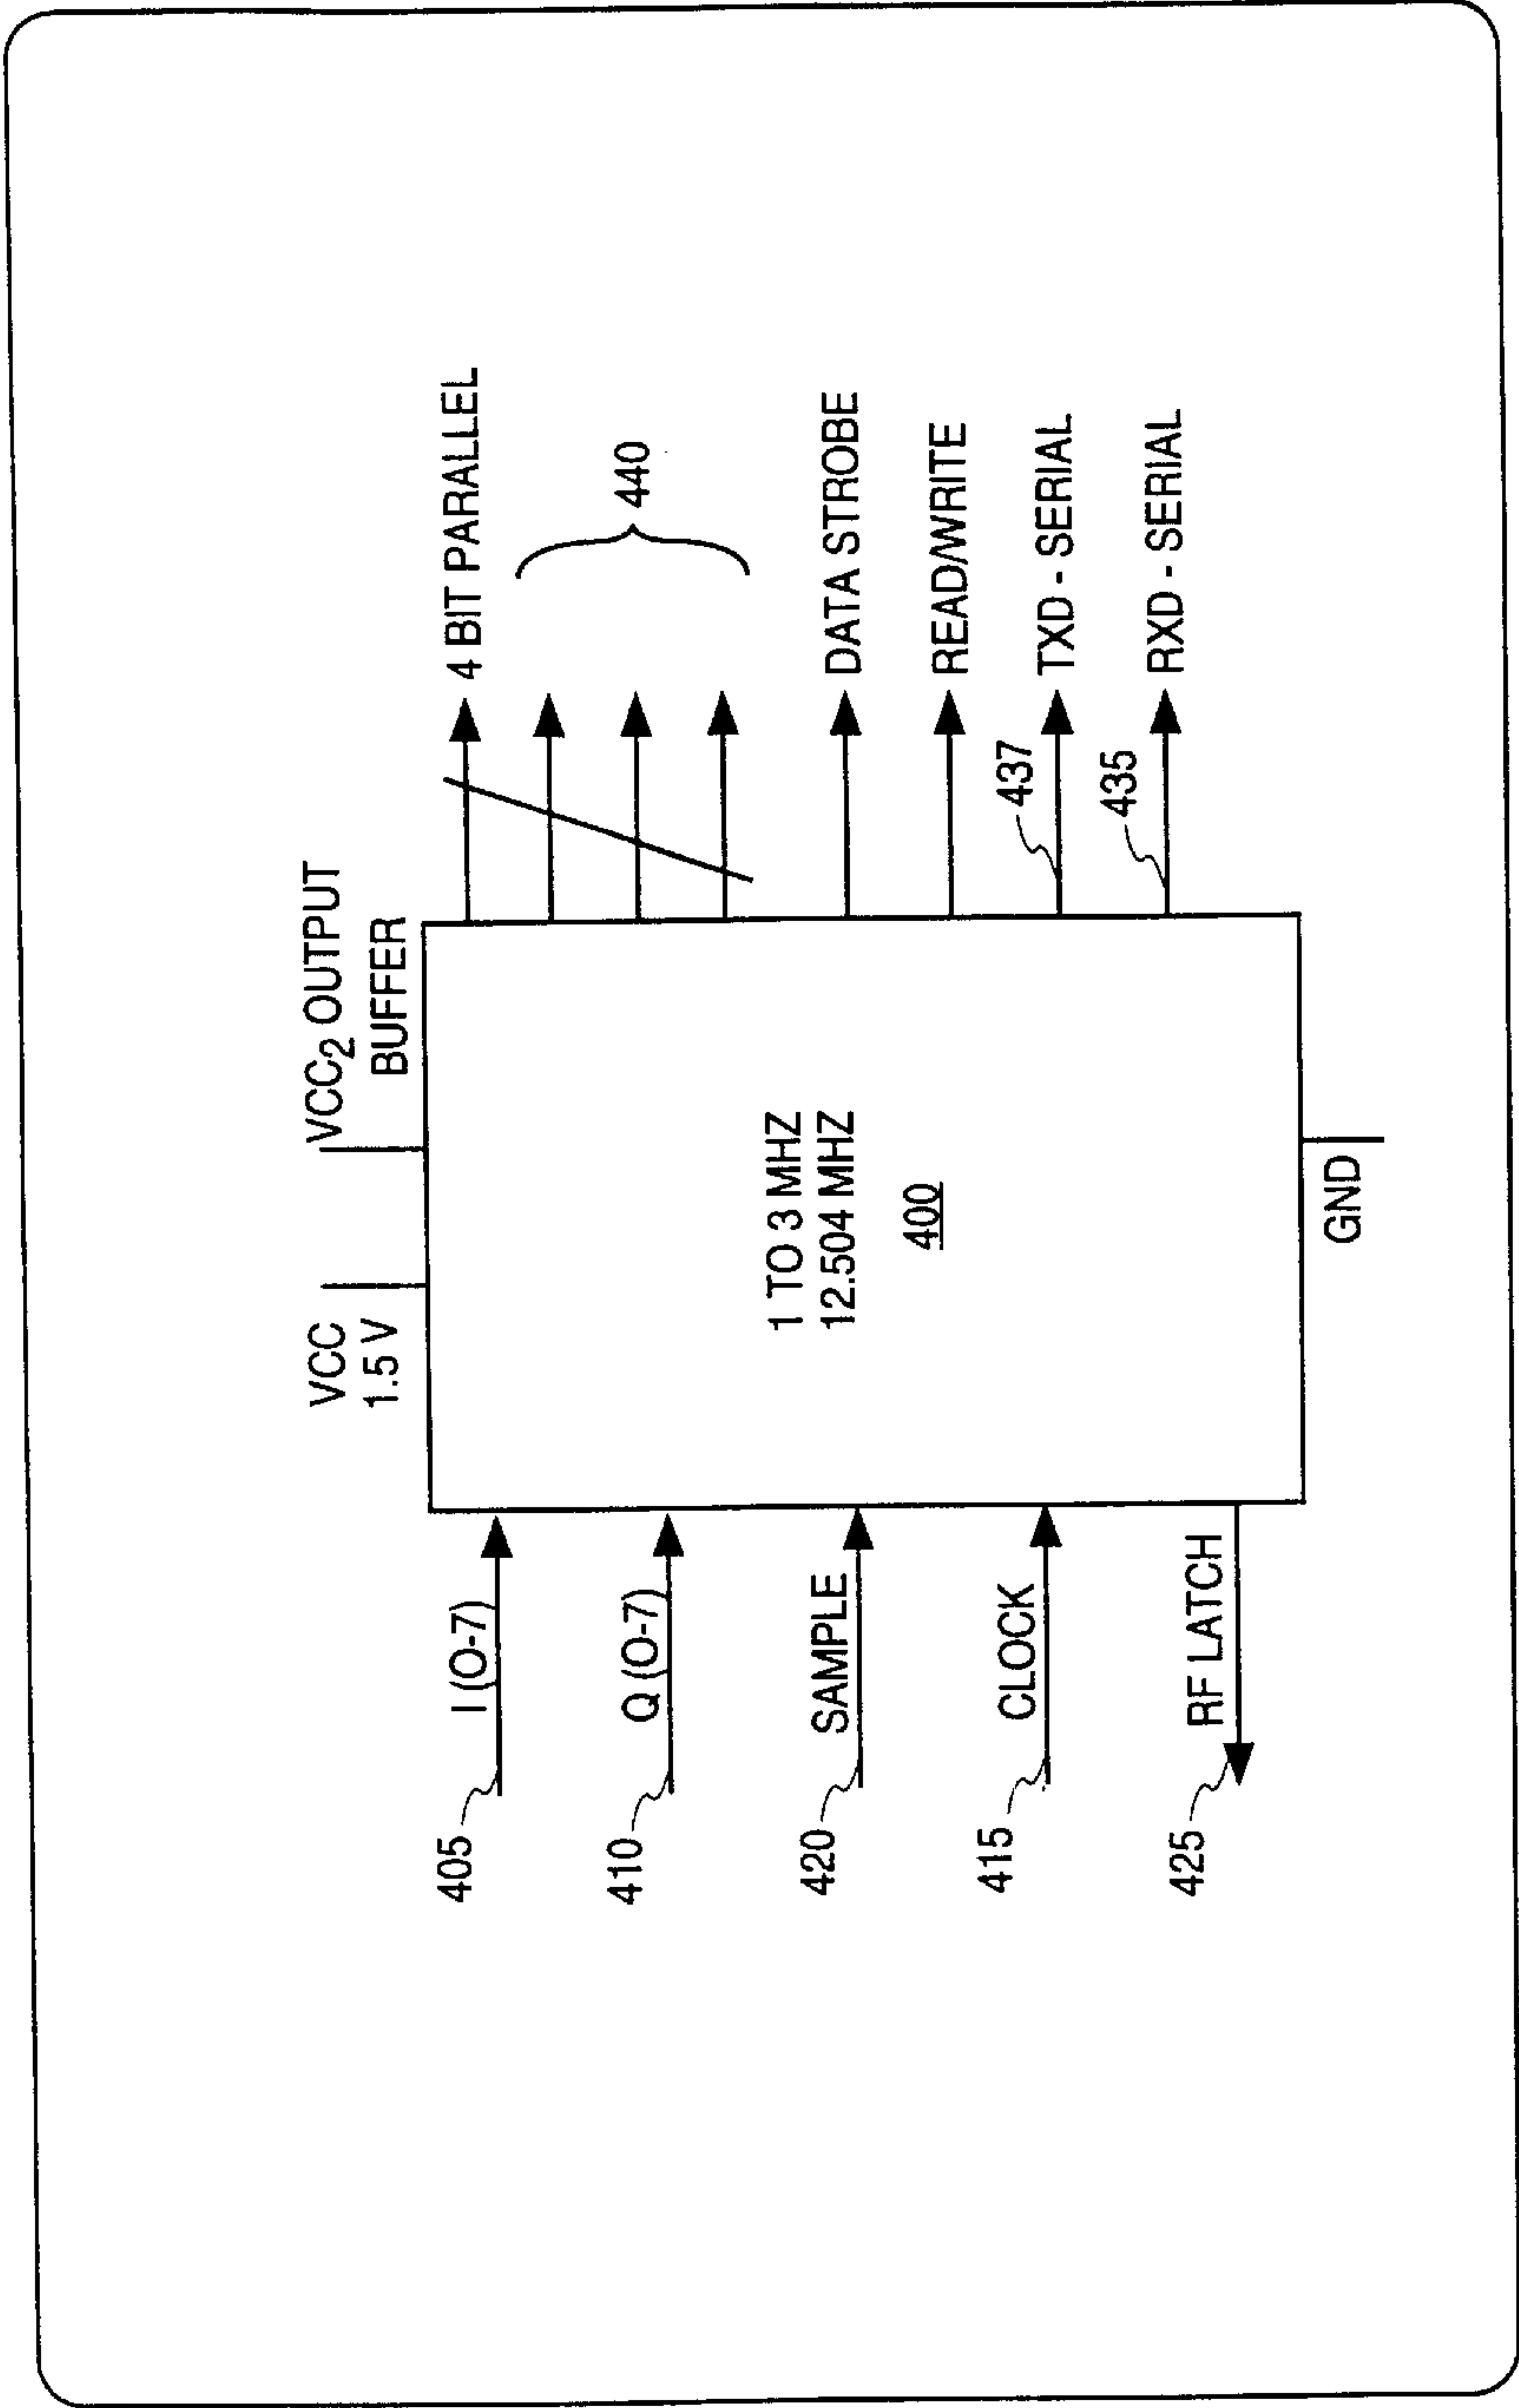 VCC
1.5 V
VCC2 OUTPUT
BUFFER
405
I (O-7)
410
Q (O-7)
420
SAMPLE
415
CLOCK
425
RF LATCH
1 TO 3 MHZ
12.504 MHZ
400
GND
4 BIT PARALLEL
440
DATA STROBE
READ/WRITE
437
TXD - SERIAL
435
RXD - SERIAL